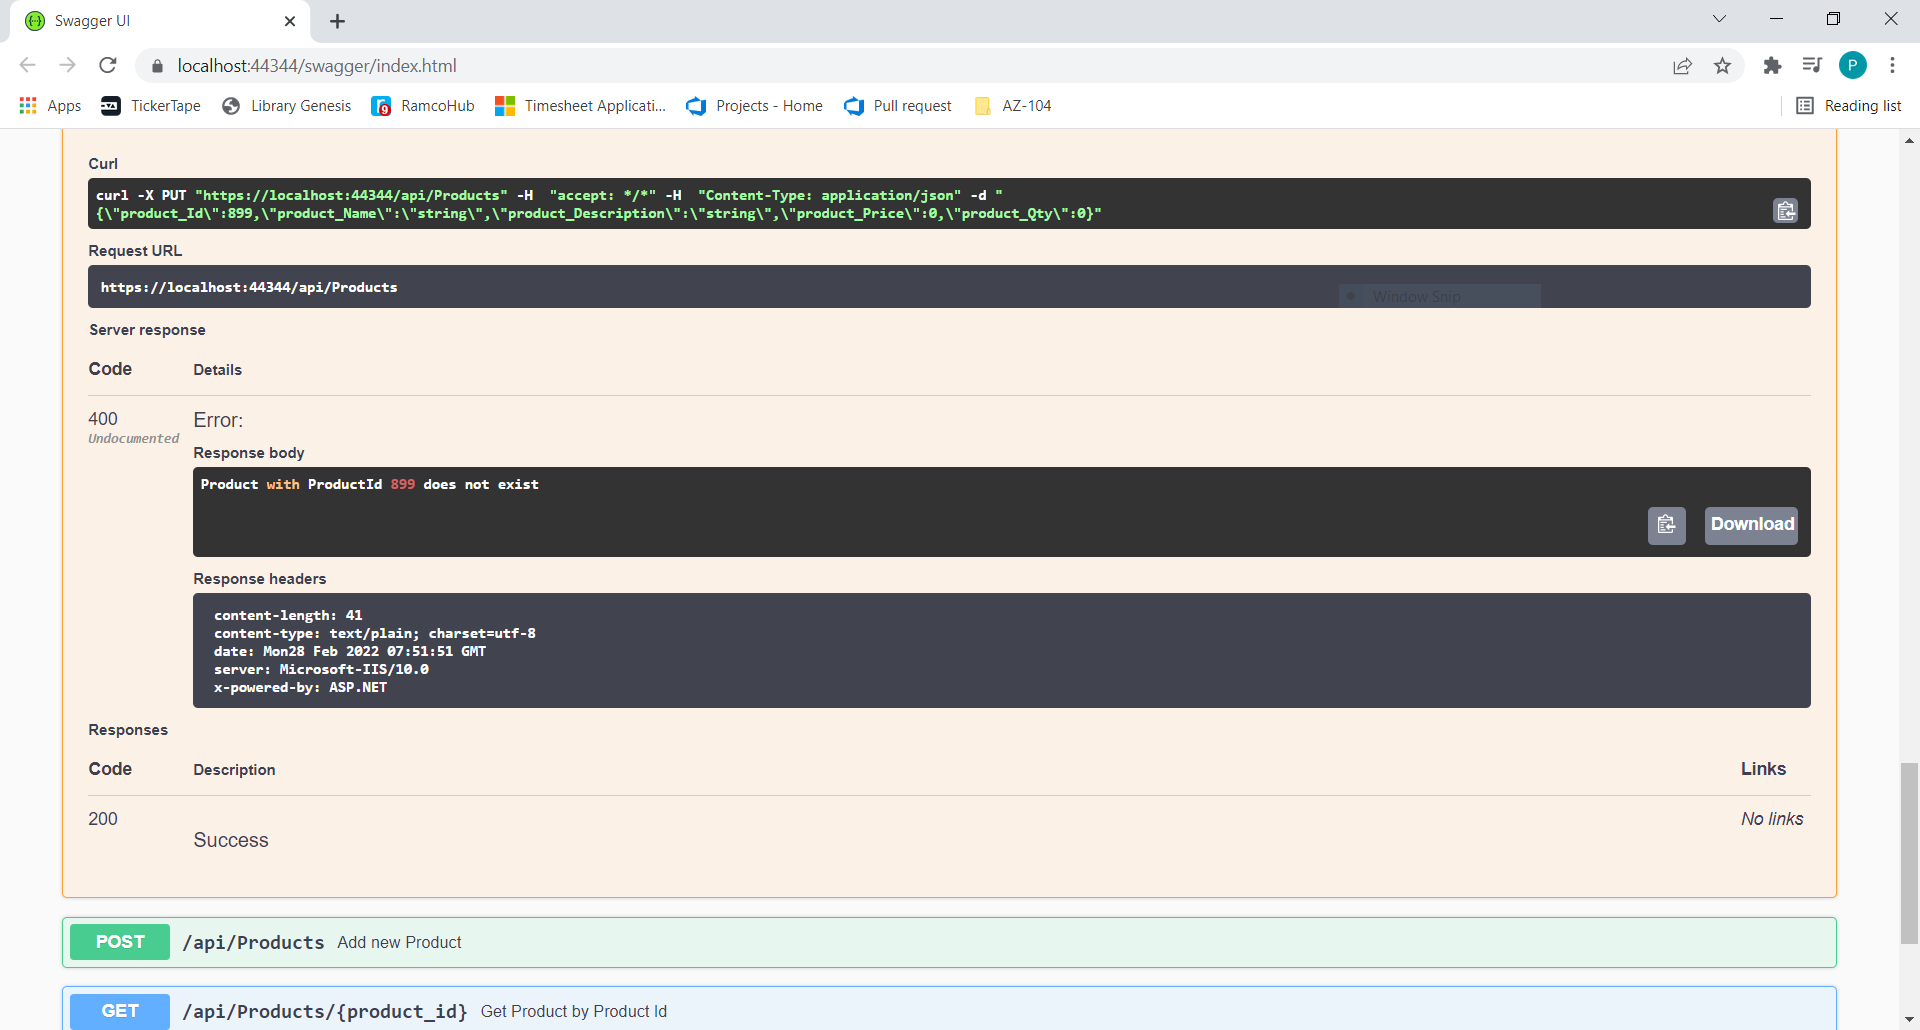 Swagger UI
localhost:44344/swagger/index.html
P
Apps
TickerTape
Library Genesis
RamcoHub
Timesheet Applicati...
Projects - Home
Pull request
AZ-104
Reading list
Curl
curl -X PUT "https://localhost:44344/api/Products" -H  "accept: */*" -H  "Content-Type: application/json" -d "
{\"product_Id\":899,\"product_Name\":\"string\",\"product_Description\":\"string\",\"product_Price\":0,\"product_Qty\":0}"
Request URL
https://localhost:44344/api/Products
Window Snip
Server response
Code Details
400 Error:
Undocumented
Response body
Product with ProductId 899 does not exist
Download
Response headers
content-length: 41
content-type: text/plain; charset=utf-8
date: Mon28 Feb 2022 07:51:51 GMT
server: Microsoft-IIS/10.0
x-powered-by: ASP.NET
Responses
Code Description Links
200 No links
Success
POST /api/Products Add new Product
GET /api/Products/{product_id} Get Product by Product Id